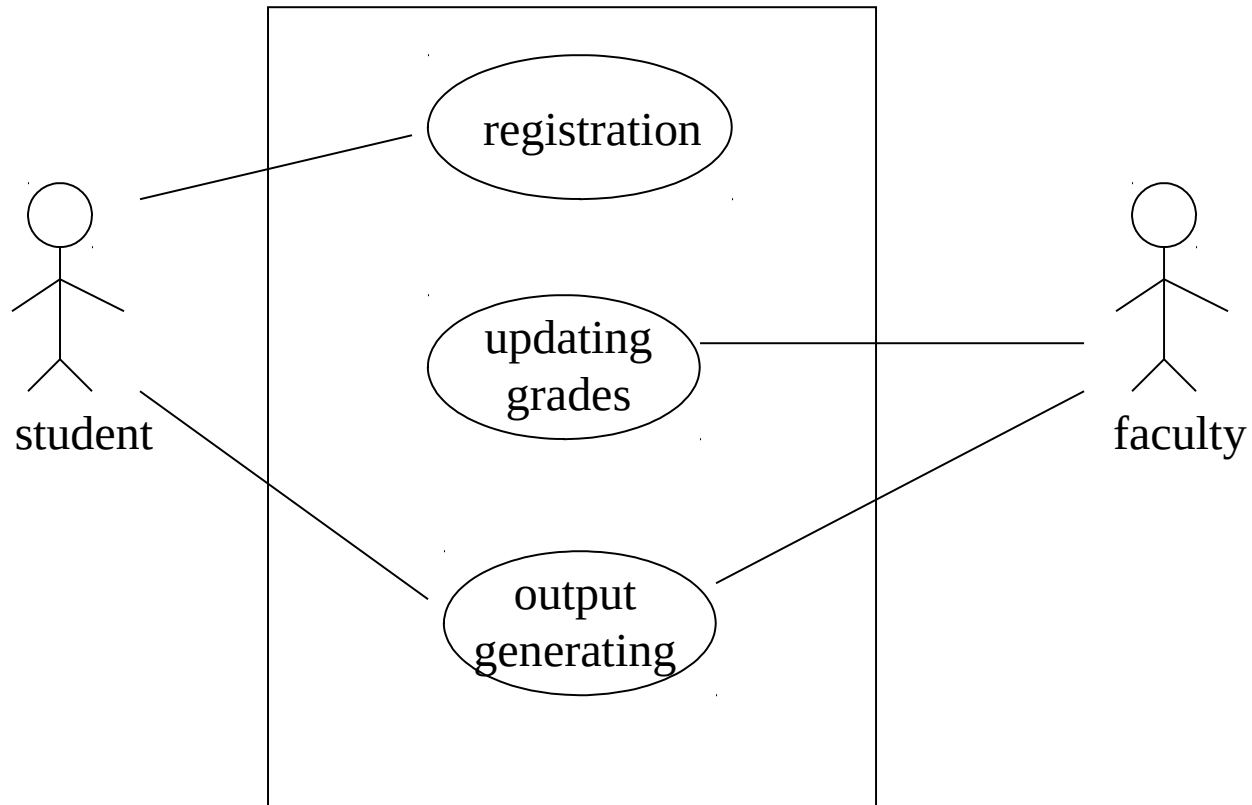 registration
updating
grades
student
faculty
output
generating